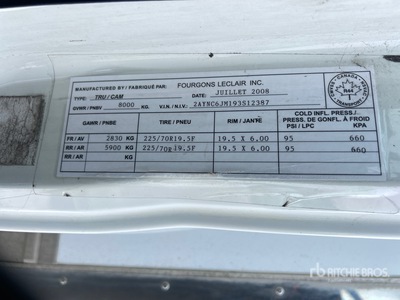 MANUFACTURED BY / FABRIQUÉ PAR: FOURGONS LECLAIR INC.
TYPE: TRU / CAM DATE: JUILLET 2008
GVWR / PNBV 8000 KG. V.I.N. / N.I.V.: 2AYNC6JM193S12387
CANADA
TRANSPORT
GAWR / PNBE TIRE / PNEU RIM / JANTE COLD INFL. PRESS./
PRESS. DE GONFL. À FROID
PSI / LPC KPA
FR / AV 2830 KG 225/70R19.5F 19.5 X 6.00 95 660
RR / AR 5900 KG 225/70R19.5F 19.5 X 6.00 95 660
RR / AR KG
rb RITCHIE BROS.